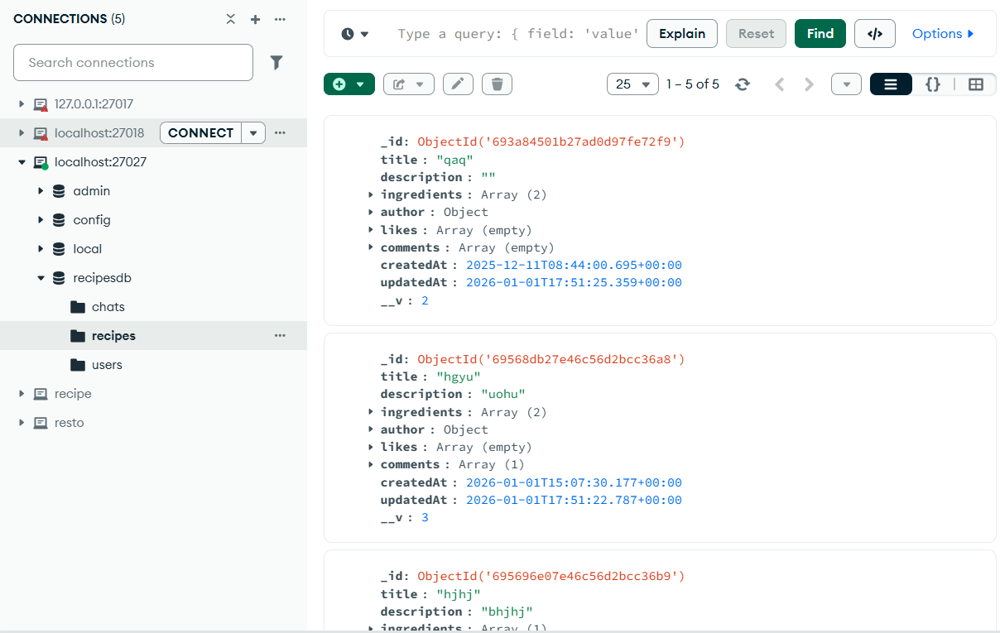 CONNECTIONS (5)
Search connections
127.0.0.1:27017
localhost:27018 CONNECT
localhost:27027
admin
config
local
recipesdb
chats
recipes
users
recipe
resto
Type a query: { field: 'value' Explain Reset Find </> Options
25 1 – 5 of 5 {}
_id: ObjectId('693a84501b27ad0d97fe72f9')
title : "qaq"
description : ""
ingredients : Array (2)
author : Object
likes : Array (empty)
comments : Array (empty)
createdAt : 2025-12-11T08:44:00.695+00:00
updatedAt : 2026-01-01T17:51:25.359+00:00
__v : 2
_id: ObjectId('69568db27e46c56d2bcc36a8')
title : "hgyu"
description : "uohu"
ingredients : Array (2)
author : Object
likes : Array (empty)
comments : Array (1)
createdAt : 2026-01-01T15:07:30.177+00:00
updatedAt : 2026-01-01T17:51:22.787+00:00
__v : 3
_id: ObjectId('695696e07e46c56d2bcc36b9')
title : "hjhj"
description : "bhjhj"
ingredients : Array (1)